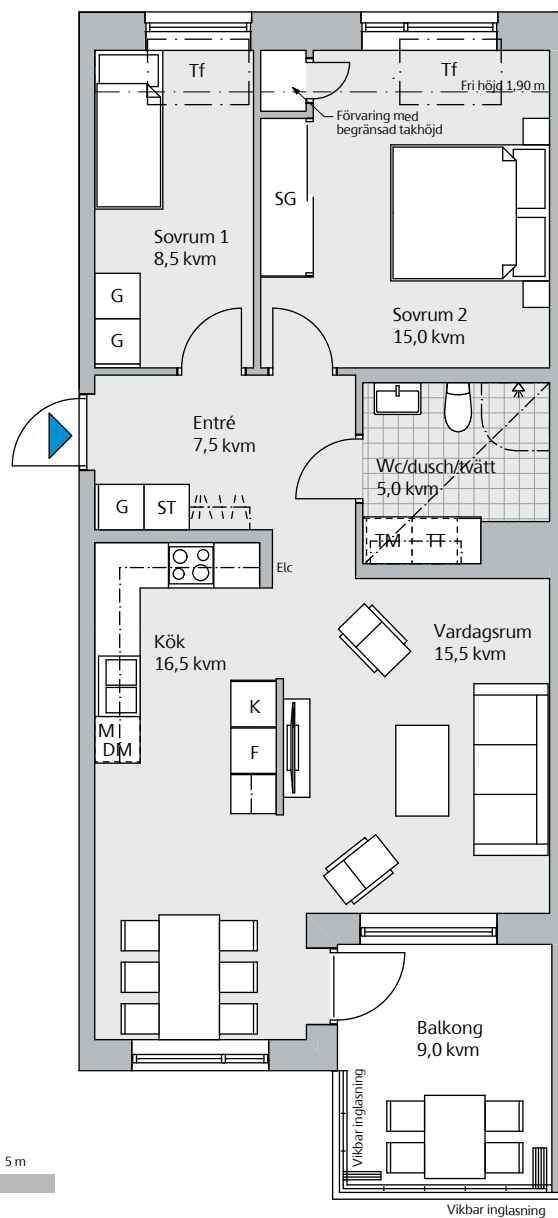 Tf
Tf
Fri höjd 1,90 m
Förvaring med
begränsad takhöjd
SG
Sovrum 1
8,5 kvm
G
G
Sovrum 2
15,0 kvm
Entré
7,5 kvm
Wc/dusch/tvätt
5,0 kvm
G
ST
TM
TT
Elc
Kök
16,5 kvm
Vardagsrum
15,5 kvm
K
M
DM
F
Balkong
9,0 kvm
Vikbar inglasning
5 m
Vikbar inglasning